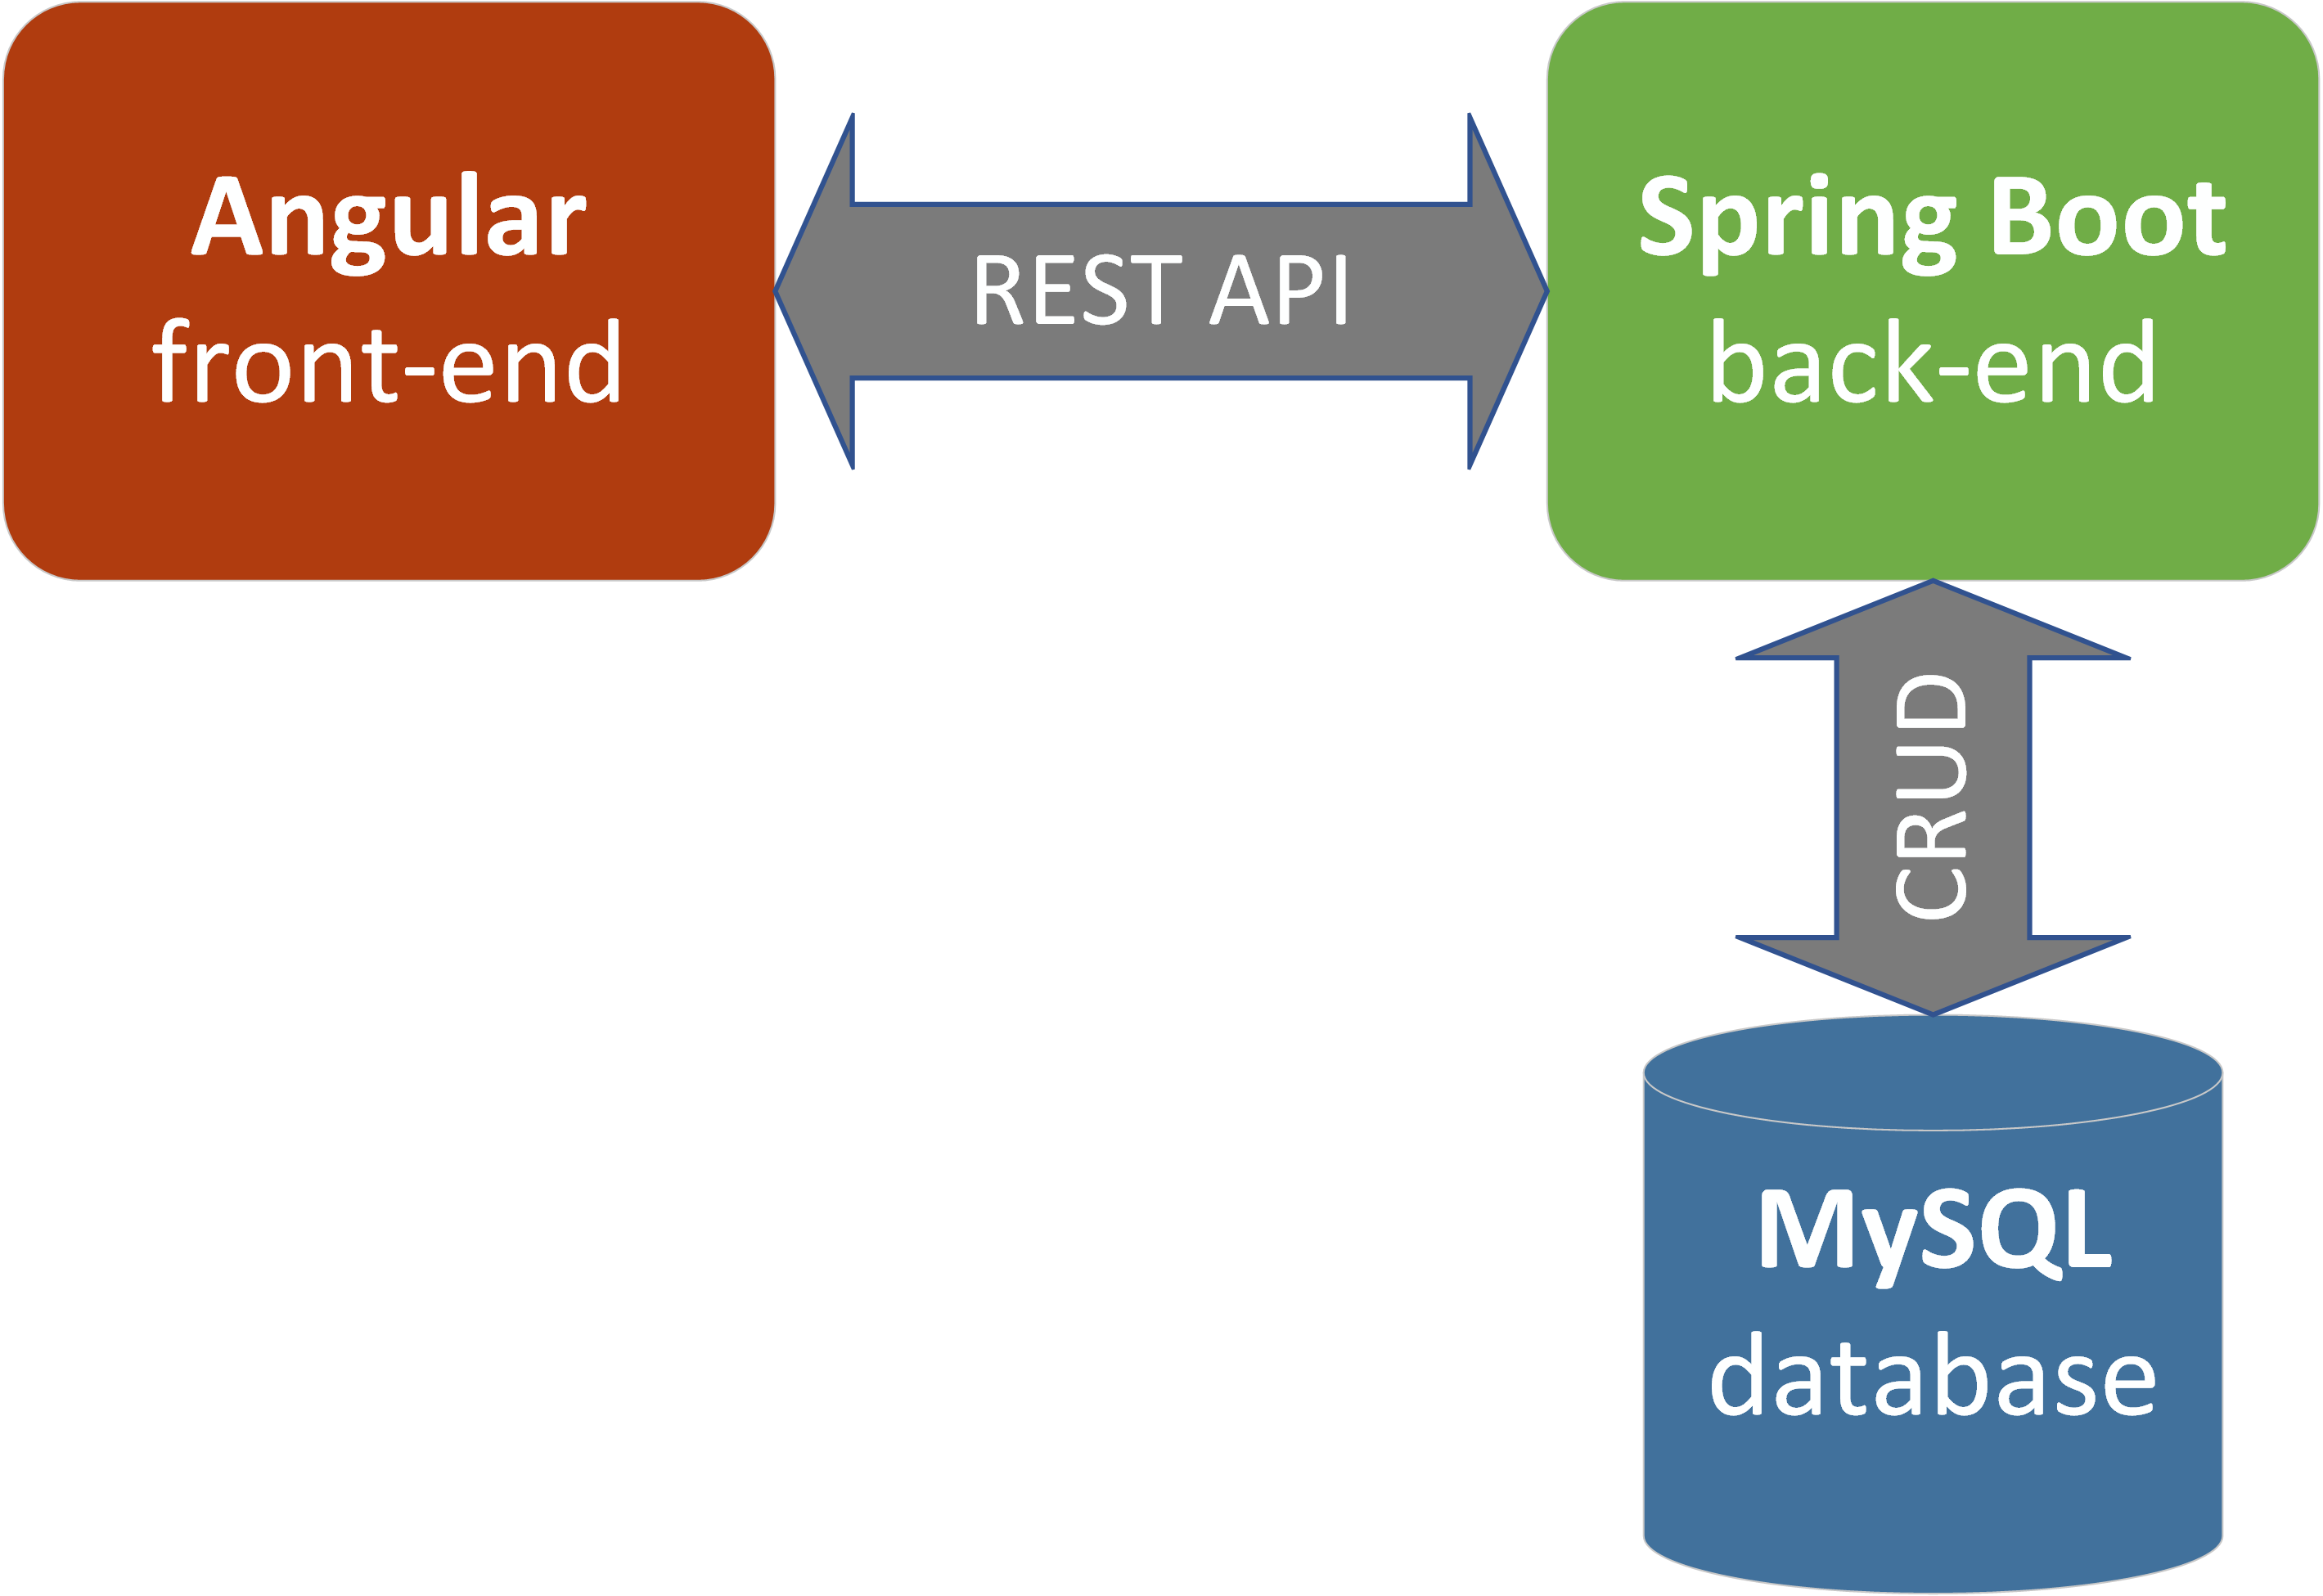 Angular
front-end
REST API
Spring Boot
back-end
CRUD
MySQL
database